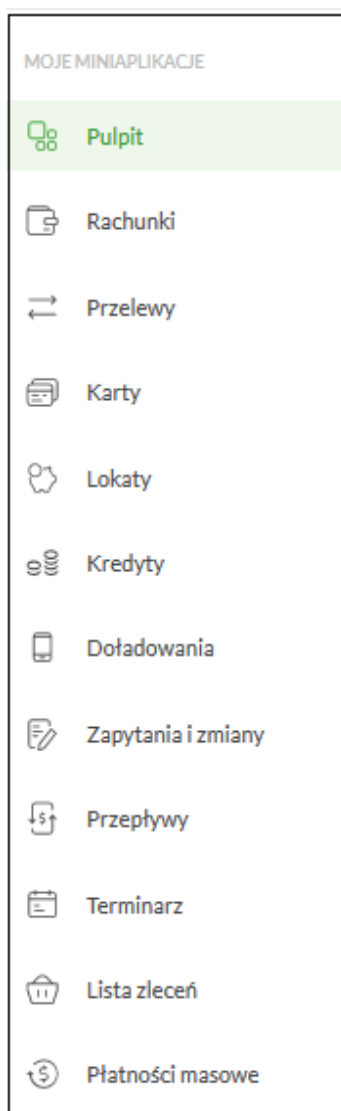 MOJE MINIAPLIKACJE
Pulpit
Rachunki
Przelewy
Karty
Lokaty
Kredyty
Doładowania
Zapytania i zmiany
Przepływy
Terminarz
Lista zleceń
Płatności masowe